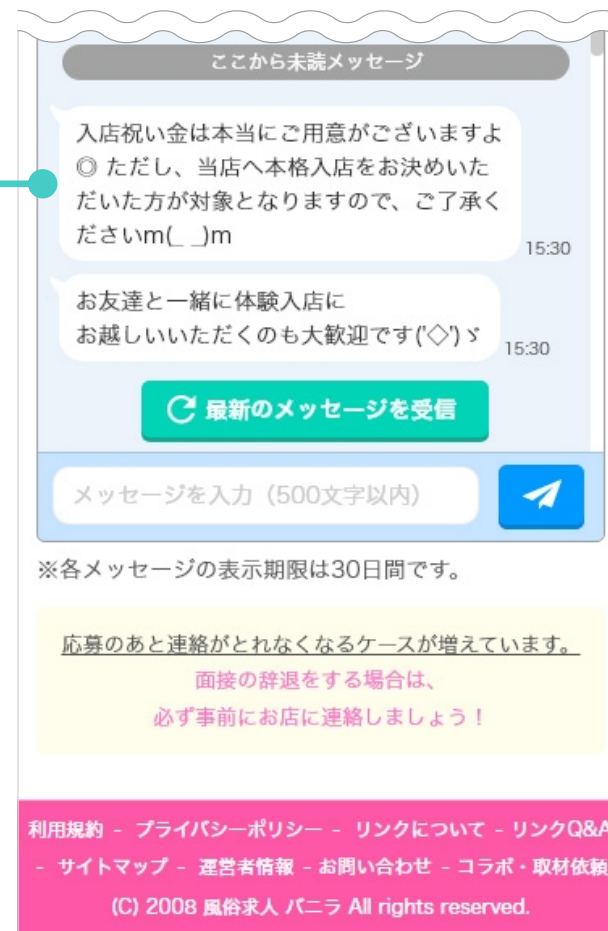 ここから未読メッセージ
入店祝い金は本当にご用意がございますよ
◎ ただし、当店へ本格入店をお決めいた
だいた方が対象となりますので、ご了承く
ださいm(_ _)m
15:30
お友達と一緒に体験入店に
お越しいいただくのも大歓迎です('◇')ゞ
15:30
最新のメッセージを受信
メッセージを入力（500文字以内）
※各メッセージの表示期限は30日間です。
応募のあと連絡がとれなくなるケースが増えています。
面接の辞退をする場合は、
必ず事前にお店に連絡しましょう！
利用規約 - プライバシーポリシー - リンクについて - リンクQ&A
- サイトマップ - 運営者情報 - お問い合わせ - コラボ・取材依頼
(C) 2008 風俗求人 バニラ All rights reserved.